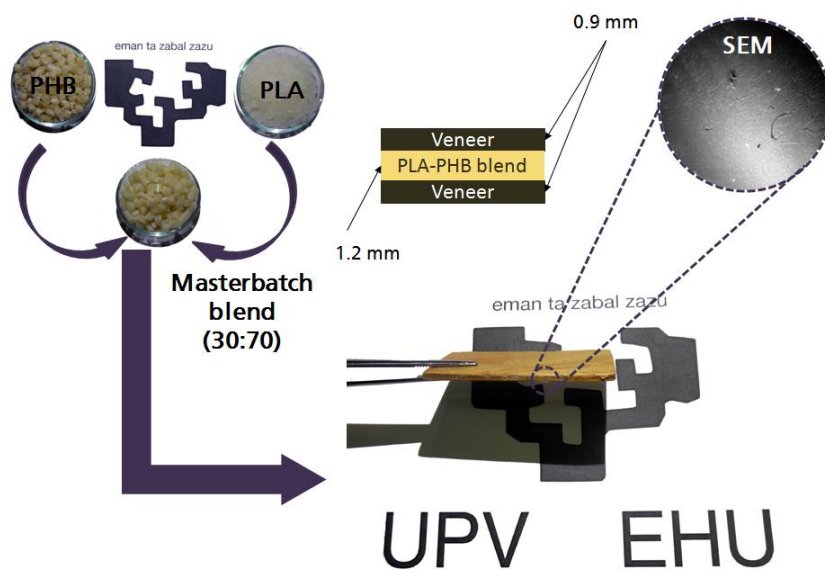 eman ta zabal zazu
PHB
PLA
Masterbatch
blend
(30:70)
0.9 mm
Veneer
PLA-PHB blend
Veneer
1.2 mm
SEM
eman ta zabal zazu
UPV EHU